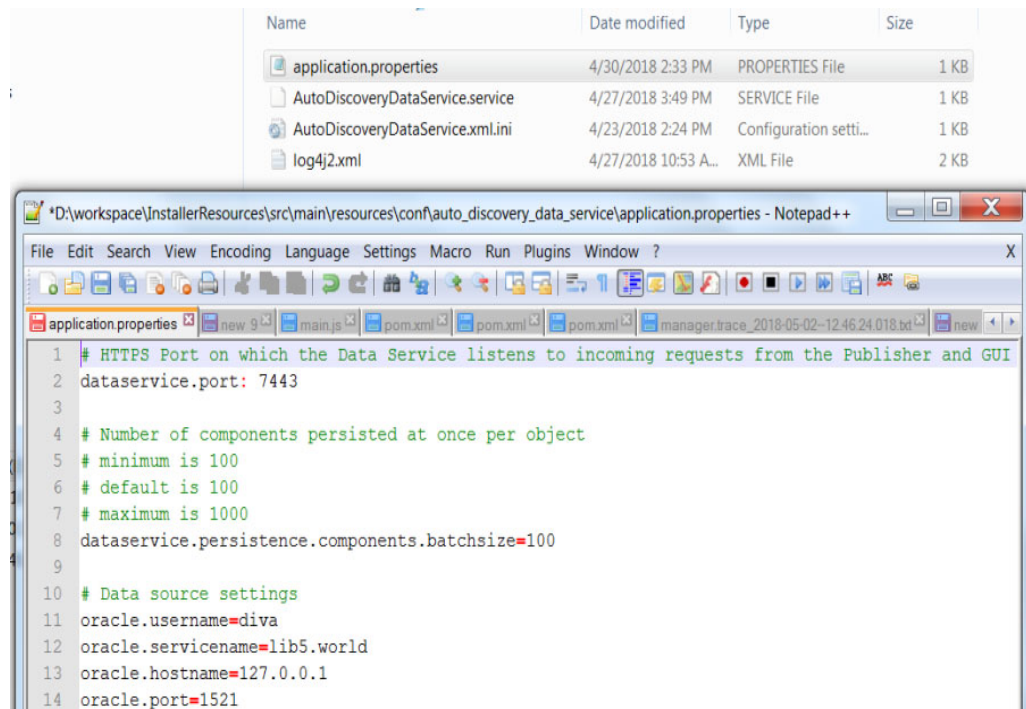 Name Date modified Type Size
application.properties 4/30/2018 2:33 PM PROPERTIES File 1 KB
AutoDiscoveryDataService.service 4/27/2018 3:49 PM SERVICE File 1 KB
AutoDiscoveryDataService.xml.ini 4/23/2018 2:24 PM Configuration setti... 1 KB
log4j2.xml 4/27/2018 10:53 A... XML File 2 KB
*D:\workspace\InstallerResources\src\main\resources\conf\auto_discovery_data_service\application.properties - Notepad++
File Edit Search View Encoding Language Settings Macro Run Plugins Window ? X
application.properties new 9 main.js pom.xml pom.xml pom.xml manager.trace_2018-05-02--12.46.24.018.txt new
1 # HTTPS Port on which the Data Service listens to incoming requests from the Publisher and GUI
2 dataservice.port: 7443
3
4 # Number of components persisted at once per object
5 # minimum is 100
6 # default is 100
7 # maximum is 1000
8 dataservice.persistence.components.batchsize=100
9
10 # Data source settings
11 oracle.username=diva
12 oracle.servicename=lib5.world
13 oracle.hostname=127.0.0.1
14 oracle.port=1521